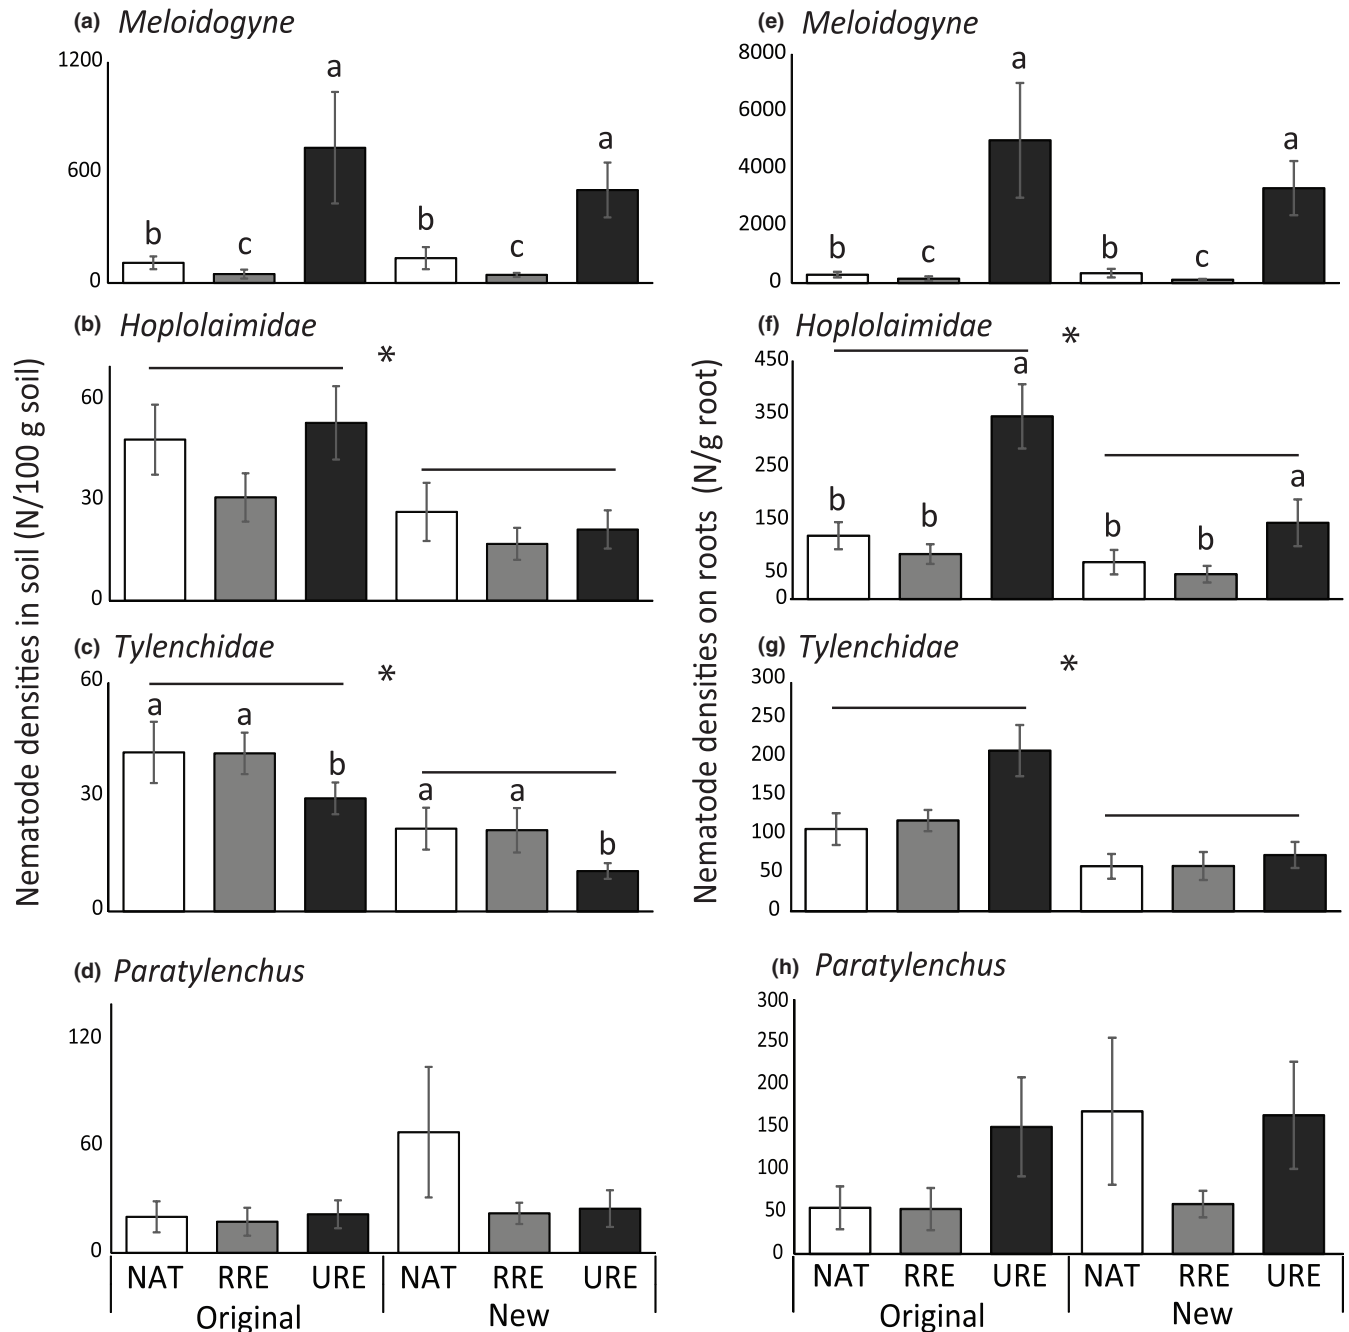 Nematode densities in soil (N/100 g soil)
(a) Meloidogyne
1200
600
0
b
c
a
b
c
a
(b) Hoplolaimidae
60
30
0
*
(c) Tylenchidae
60
30
0
*
a
a
b
a
a
b
(d) Paratylenchus
120
60
0
NAT RRE URE NAT RRE URE
Original New
Nematode densities on roots (N/g root)
(e) Meloidogyne
8000
6000
4000
2000
0
b
c
a
b
c
a
(f) Hoplolaimidae
450
350
250
150
50
0
*
b
b
a
b
b
a
(g) Tylenchidae
300
250
200
150
100
50
0
*
(h) Paratylenchus
300
250
200
150
100
50
0
NAT RRE URE NAT RRE URE
Original New